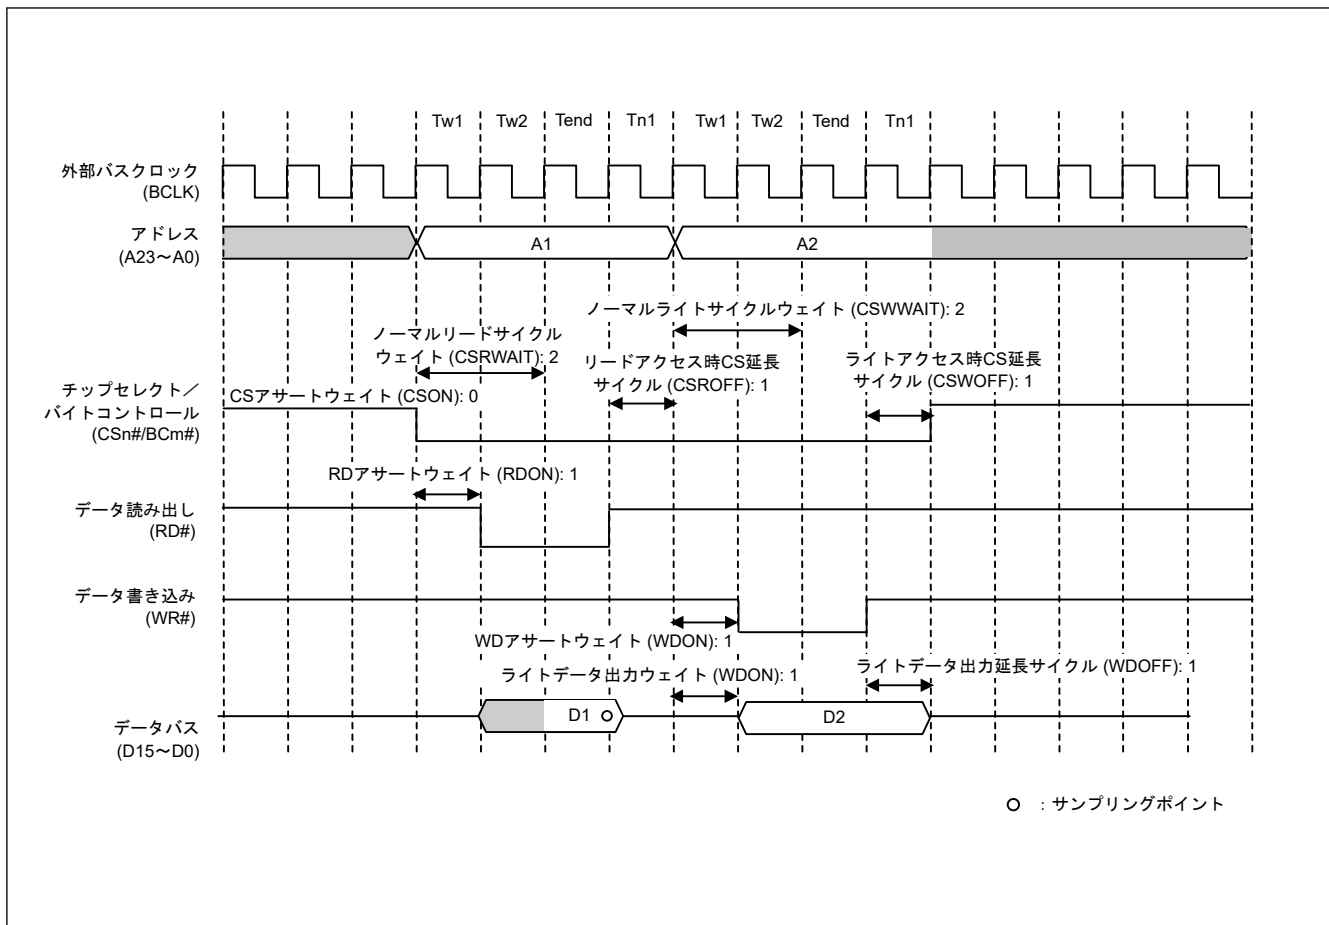 Tw1 Tw2 Tend Tn1 Tw1 Tw2 Tend Tn1
外部バスクロック
(BCLK)
アドレス
(A23～A0)
A1
A2
ノーマルライトサイクルウェイト (CSWWAIT): 2
ノーマルリードサイクル
ウェイト (CSRWAIT): 2
リードアクセス時CS延長
サイクル (CSROFF): 1
ライトアクセス時CS延長
サイクル (CSWOFF): 1
チップセレクト／
バイトコントロール
(CSn#/BCm#)
CSアサートウェイト (CSON): 0
RDアサートウェイト (RDON): 1
データ読み出し
(RD#)
データ書き込み
(WR#)
WDアサートウェイト (WDON): 1
ライトデータ出力ウェイト (WDON): 1
ライトデータ出力延長サイクル (WDOFF): 1
データバス
(D15～D0)
D1
D2
：サンプリングポイント